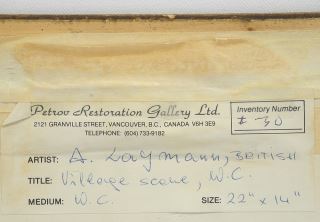 Petrov Restoration Gallery Ltd.
2121 GRANVILLE STREET, VANCOUVER, B.C., CANADA V6H 3E9
TELEPHONE: (604) 733-9182
Inventory Number
# 30
ARTIST: A. Laymann, BRITISH
TITLE: Village scene, W.C.
MEDIUM: W.C. SIZE: 22" x 14"